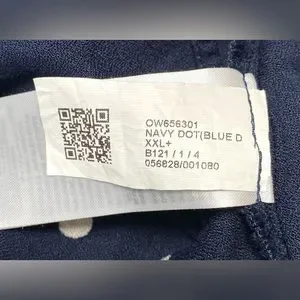 OW656301
NAVY DOT(BLUE D
XXL+
B121 / 1 / 4
056828/001080